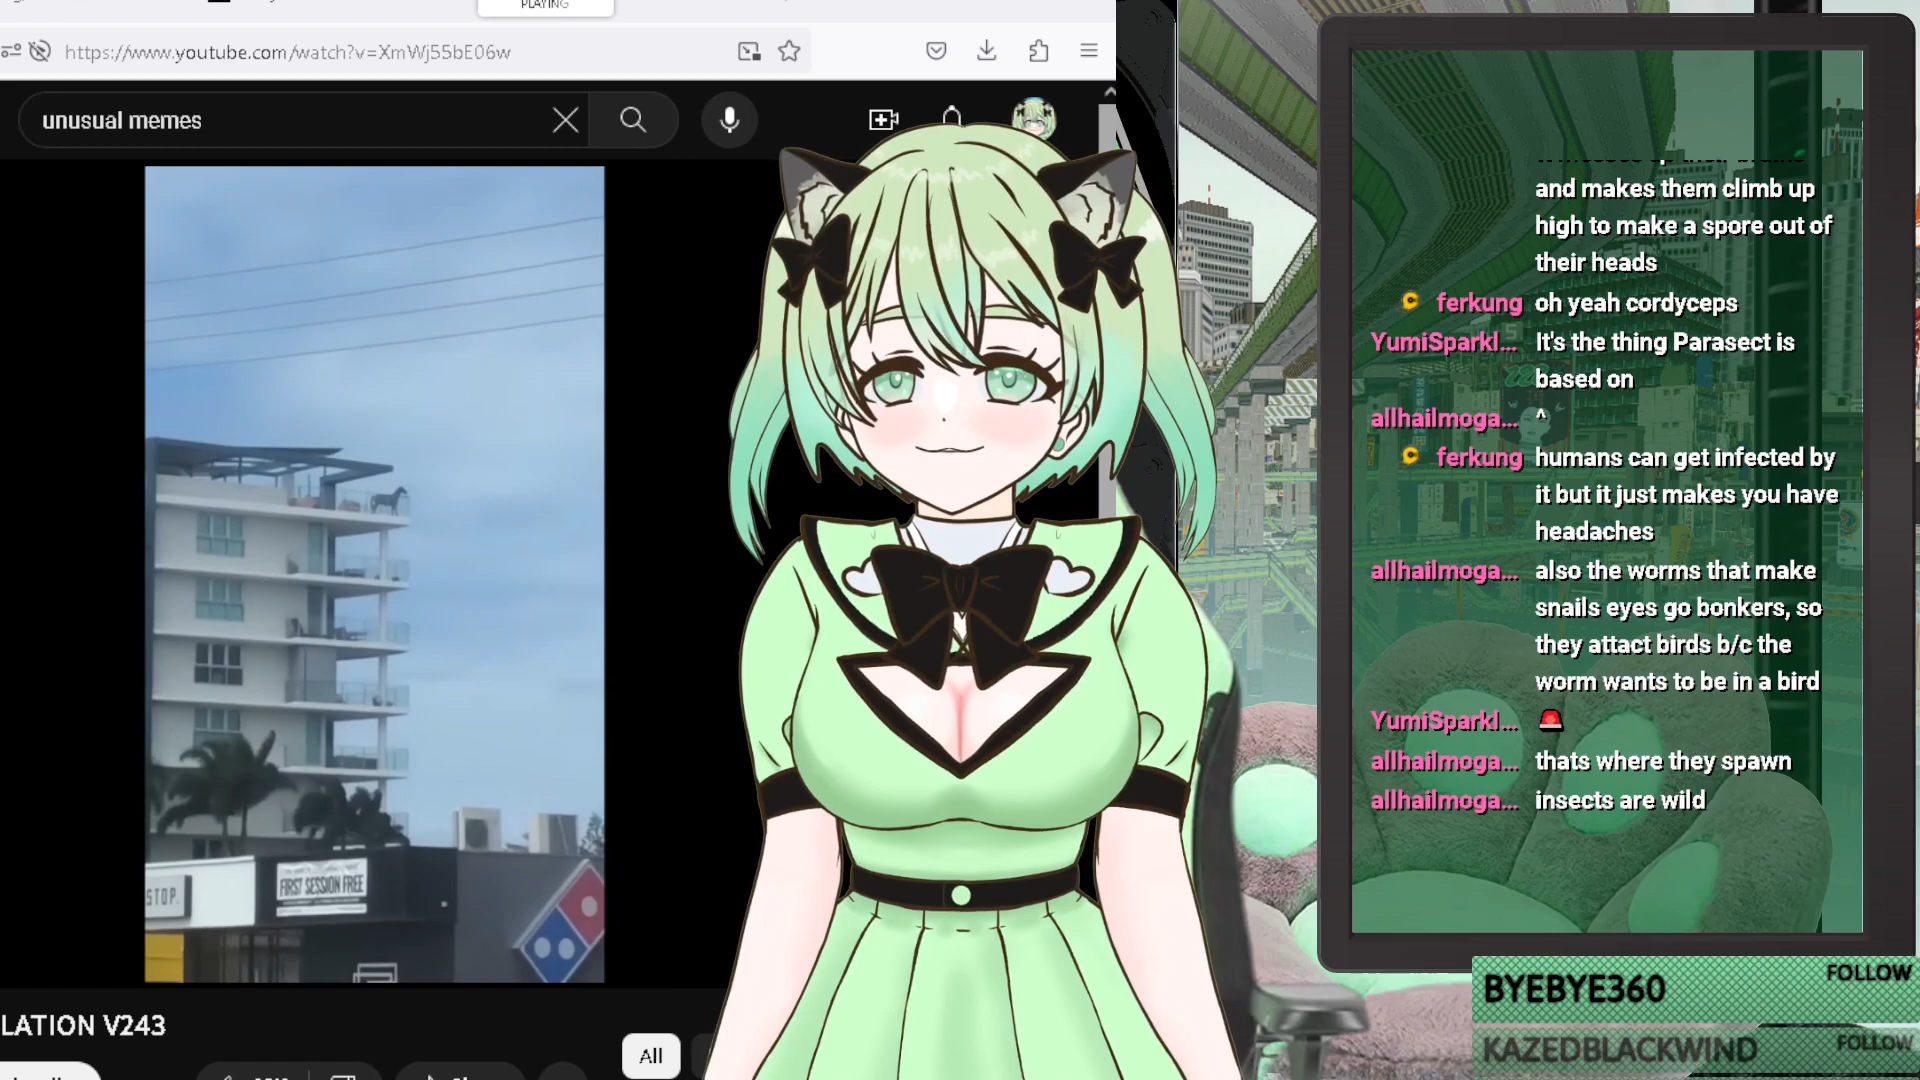 PLAYING
https://www.youtube.com/watch?v=XmWj55bE06w
unusual memes
STOP.
FIRST SESSION FREE
LATION V243
All
and makes them climb up
high to make a spore out of
their heads
ferkung oh yeah cordyceps
YumiSparkl... It's the thing Parasect is
based on
allhailmoga... ^
ferkung humans can get infected by
it but it just makes you have
headaches
allhailmoga... also the worms that make
snails eyes go bonkers, so
they attact birds b/c the
worm wants to be in a bird
YumiSparkl... 🚨
allhailmoga... thats where they spawn
allhailmoga... insects are wild
BYEBYE360 FOLLOW
KAZEDBLACKWIND FOLLOW